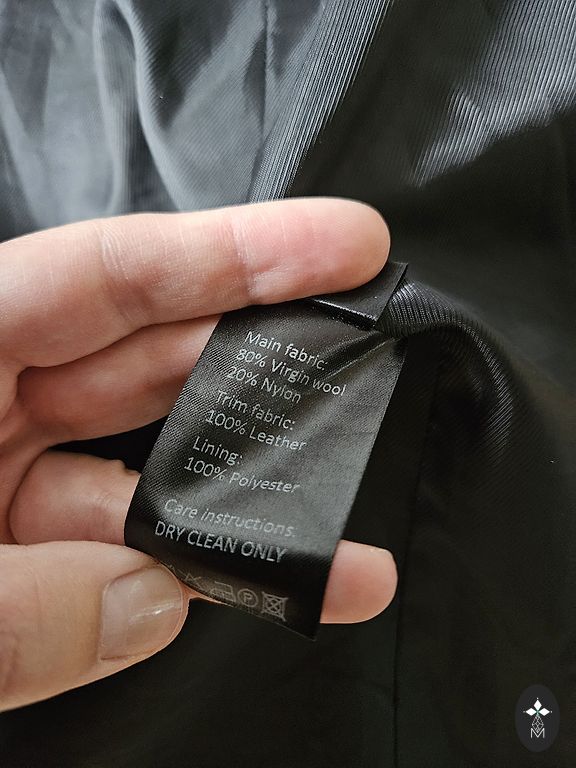 Main fabric:
80% Virgin wool
20% Nylon
Trim fabric:
100% Leather
Lining:
100% Polyester
Care instructions.
DRY CLEAN ONLY
P
M